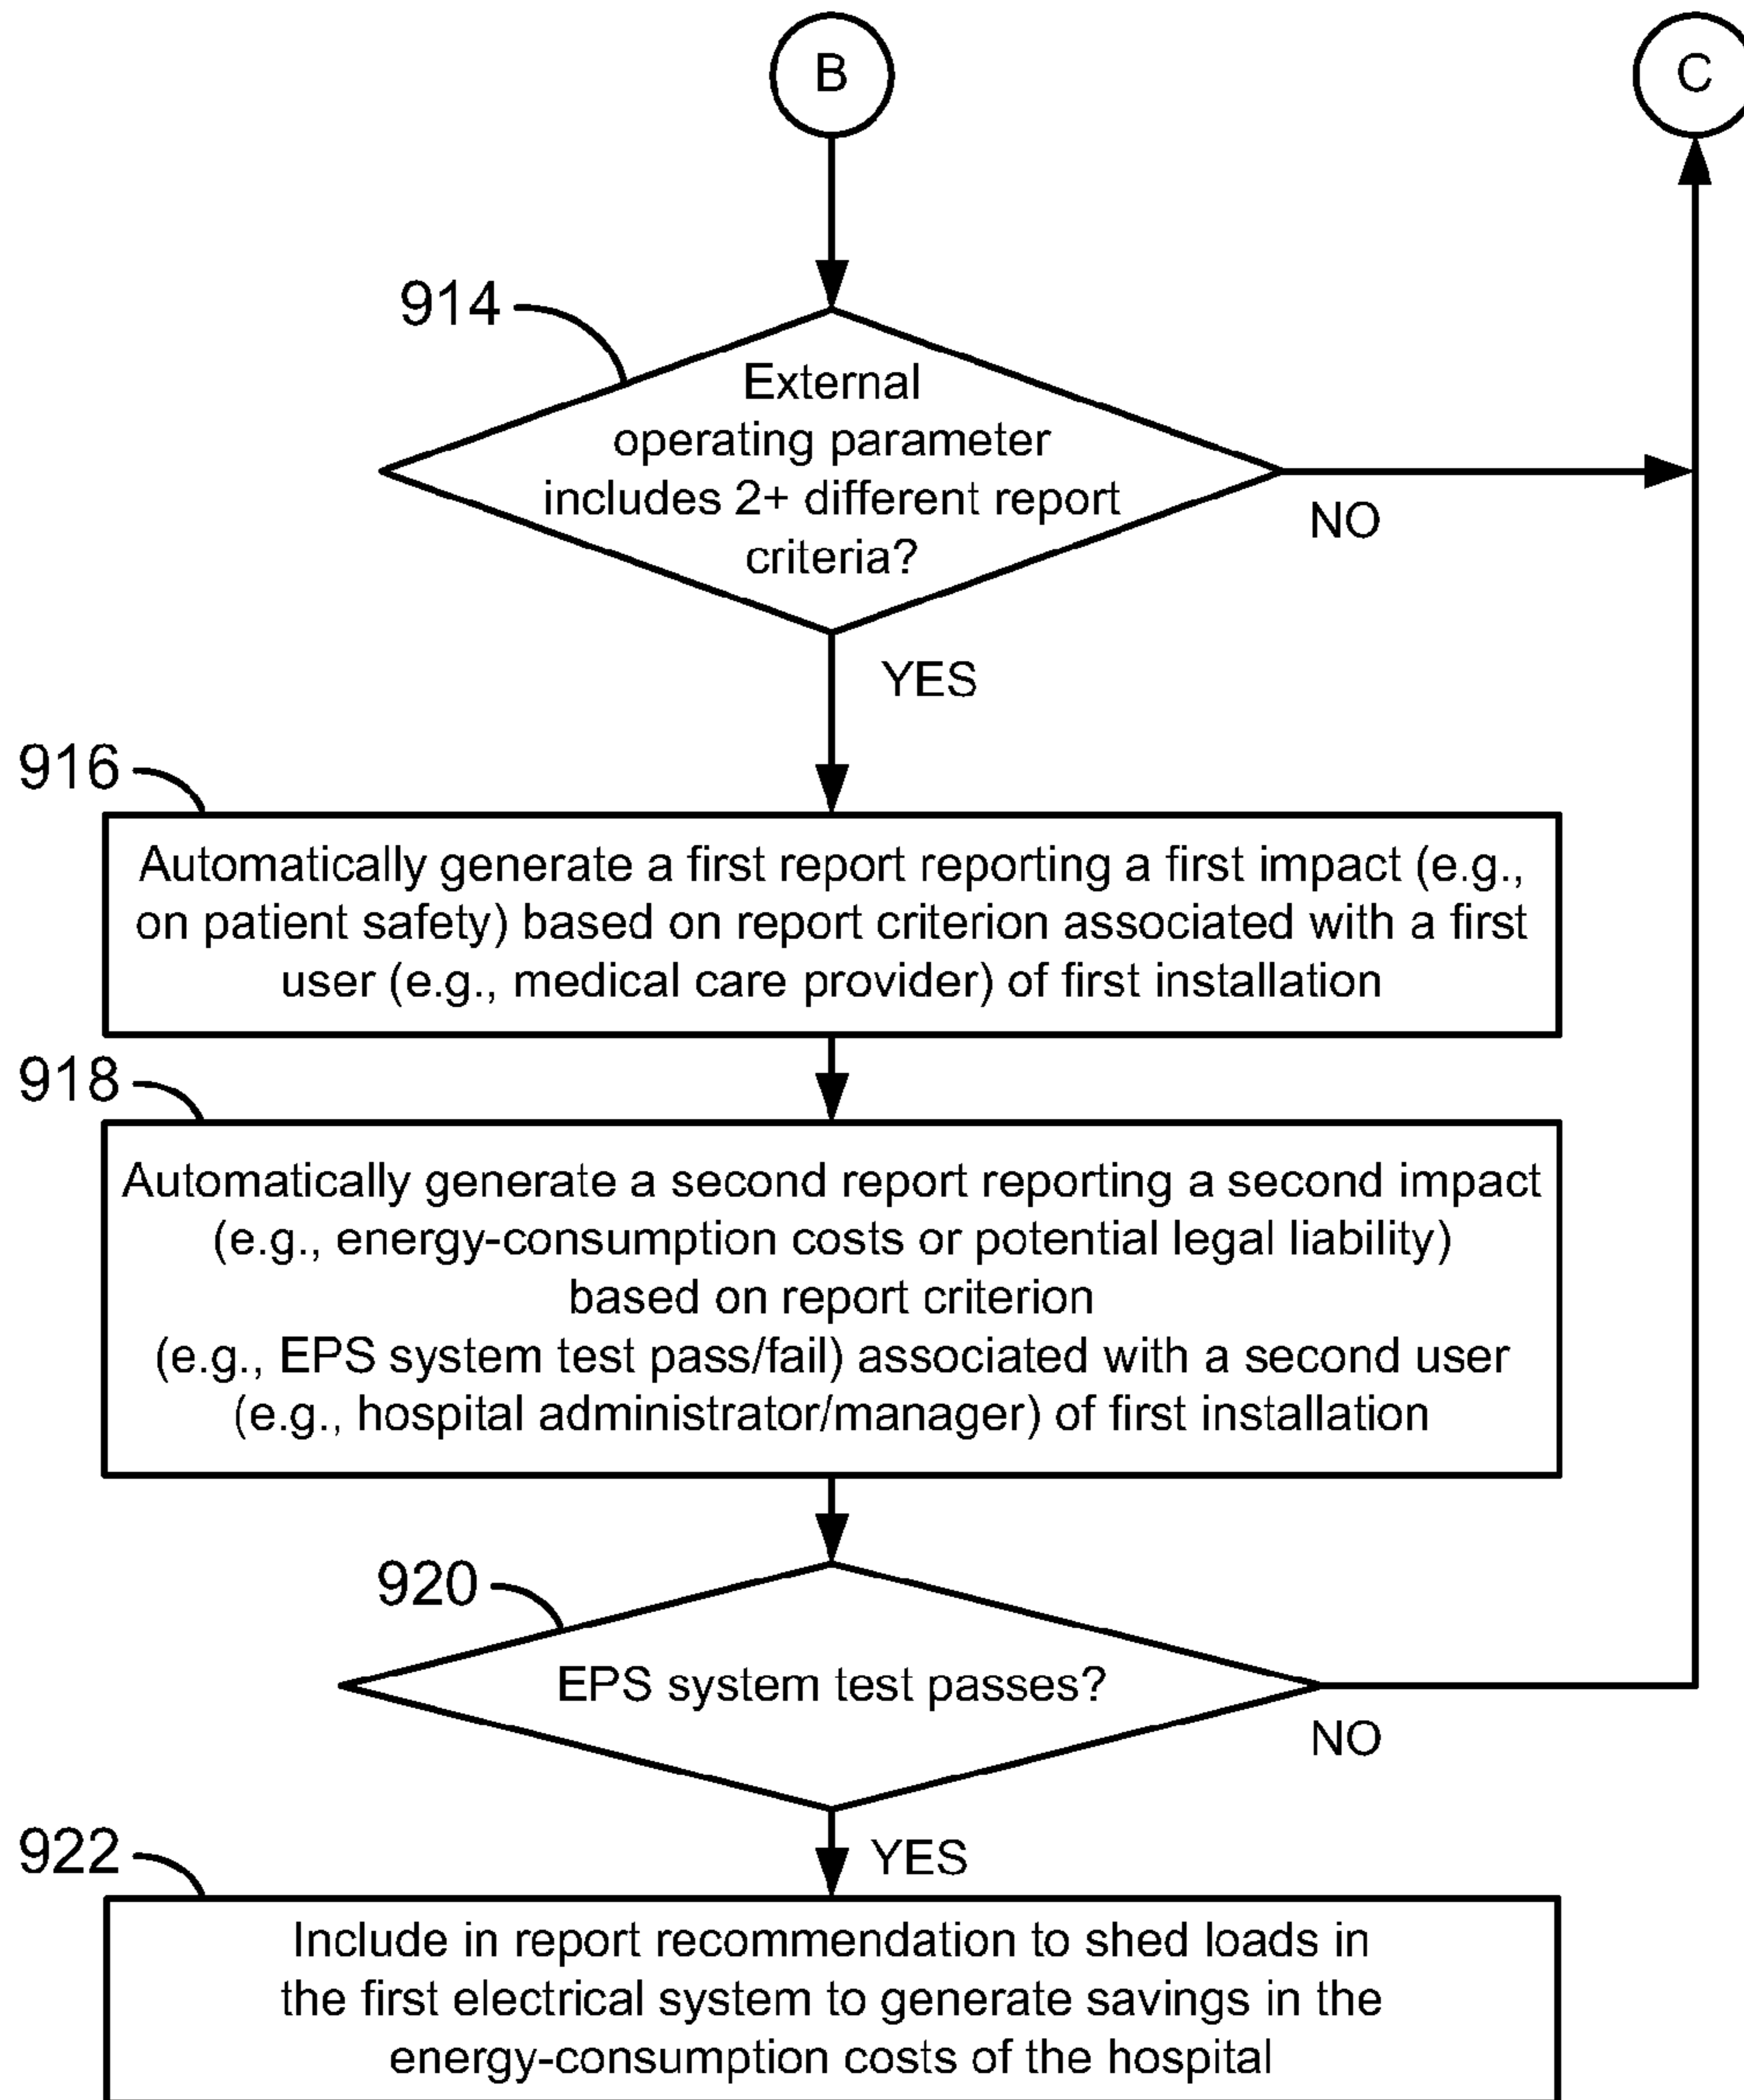 B
C
914
External
operating parameter
includes 2+ different report
criteria?
NO
YES
916
Automatically generate a first report reporting a first impact (e.g.,
on patient safety) based on report criterion associated with a first
user (e.g., medical care provider) of first installation
918
Automatically generate a second report reporting a second impact
(e.g., energy-consumption costs or potential legal liability)
based on report criterion
(e.g., EPS system test pass/fail) associated with a second user
(e.g., hospital administrator/manager) of first installation
920
EPS system test passes?
NO
YES
922
Include in report recommendation to shed loads in
the first electrical system to generate savings in the
energy-consumption costs of the hospital